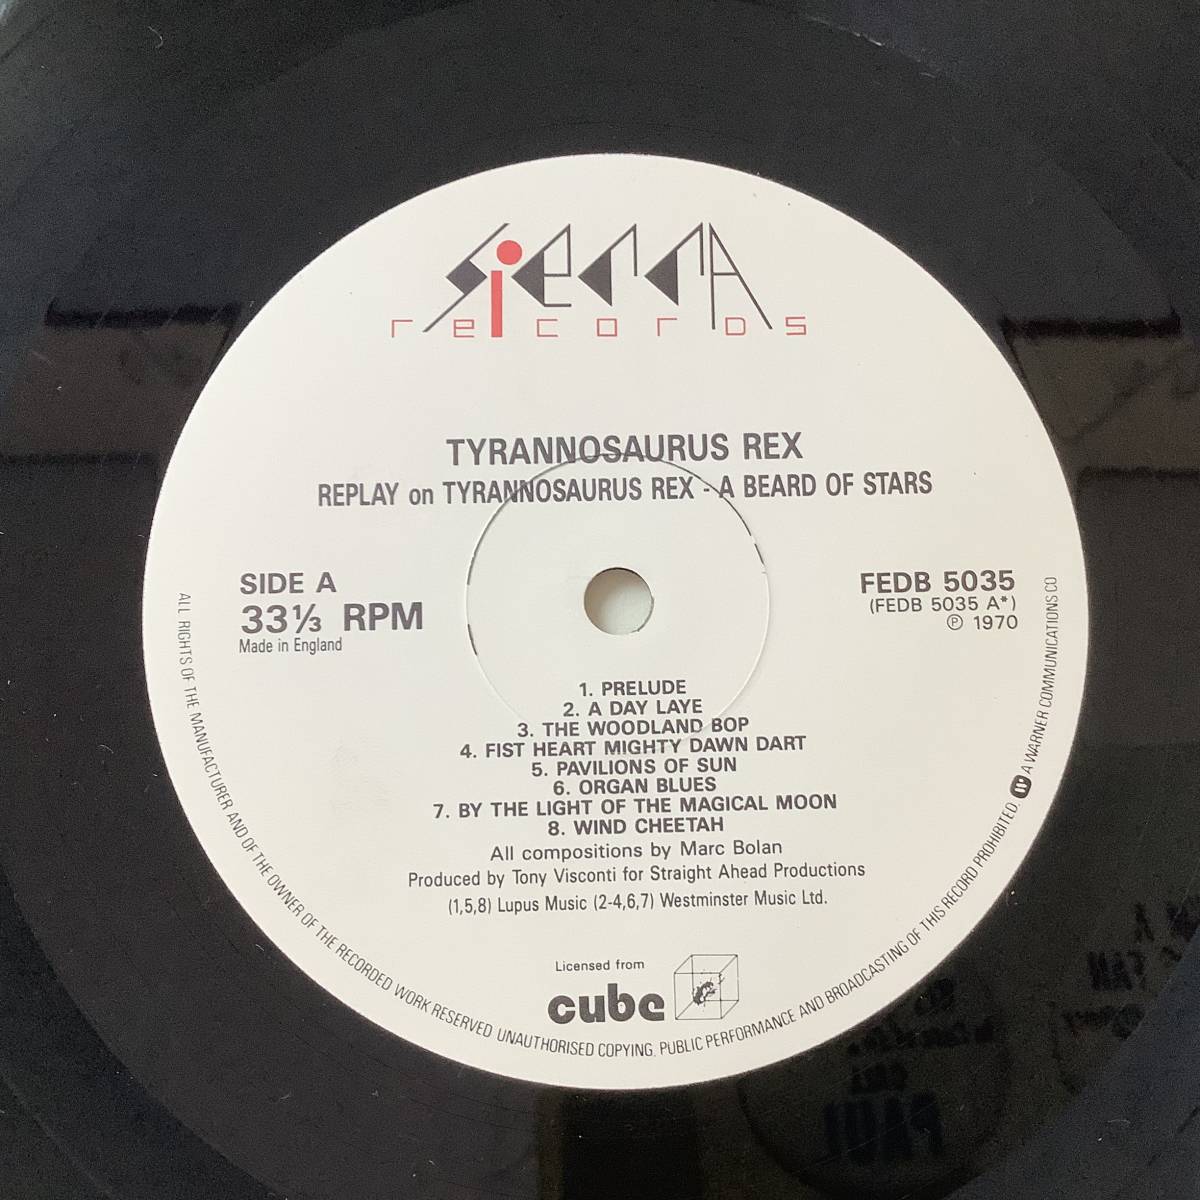 sierra
records
TYRANNOSAURUS REX
REPLAY on TYRANNOSAURUS REX - A BEARD OF STARS
SIDE A
33⅓ RPM
Made in England
FEDB 5035
(FEDB 5035 A*)
℗ 1970
1. PRELUDE
2. A DAY LAYE
3. THE WOODLAND BOP
4. FIST HEART MIGHTY DAWN DART
5. PAVILIONS OF SUN
6. ORGAN BLUES
7. BY THE LIGHT OF THE MAGICAL MOON
8. WIND CHEETAH
All compositions by Marc Bolan
Produced by Tony Visconti for Straight Ahead Productions
(1,5,8) Lupus Music (2-4,6,7) Westminster Music Ltd.
Licensed from
cube
ALL RIGHTS OF THE MANUFACTURER AND OF THE OWNER OF THE RECORDED WORK RESERVED. UNAUTHORISED COPYING, PUBLIC PERFORMANCE AND BROADCASTING OF THIS RECORD PROHIBITED. A WARNER COMMUNICATIONS CO
PAUL